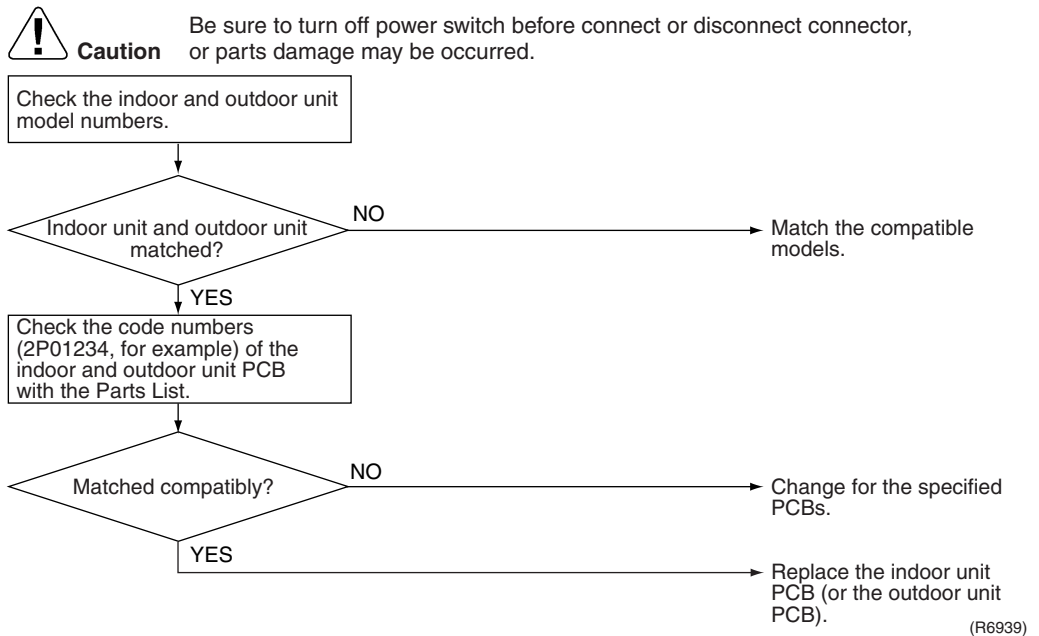 Be sure to turn off power switch before connect or disconnect connector,
Caution or parts damage may be occurred.
Check the indoor and outdoor unit
model numbers.
Indoor unit and outdoor unit
matched?
NO
Match the compatible
models.
YES
Check the code numbers
(2P01234, for example) of the
indoor and outdoor unit PCB
with the Parts List.
Matched compatibly?
NO
Change for the specified
PCBs.
YES
Replace the indoor unit
PCB (or the outdoor unit
PCB).
(R6939)